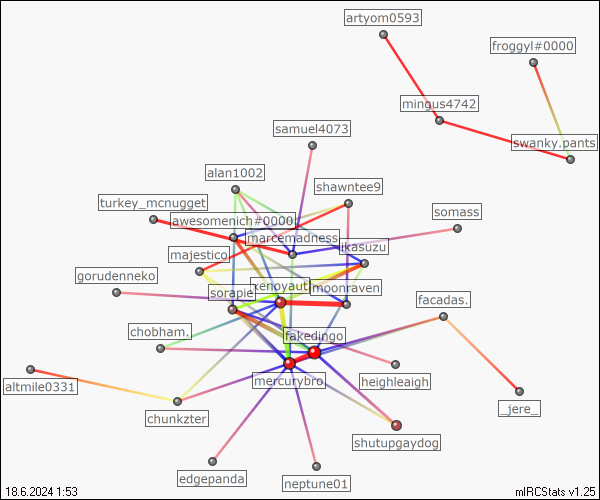 artyom0593
froggyl#0000
mingus4742
samuel4073
swanky.pants
alan1002
shawntee9
turkey_mcnugget
awesomenich#0000
somass
marcemadness
majestico
ikasuzu
gorudenneko
xenoyauti
moonraven
sorapie
facadas.
chobham.
fakedingo
altmile0331
mercurybro
heighleaigh
chunkzter
_jere_
shutupgaydog
edgepanda
neptune01
18.6.2024 1:53
mIRCStats v1.25